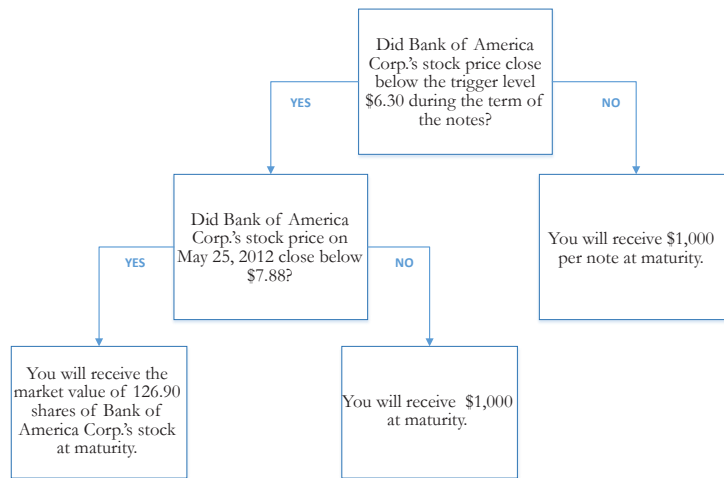 Did Bank of America
Corp.'s stock price close
below the trigger level
$6.30 during the term of
the notes?
YES
NO
Did Bank of America
Corp.'s stock price on
May 25, 2012 close below
$7.88?
You will receive $1,000
per note at maturity.
YES
NO
You will receive the
market value of 126.90
shares of Bank of
America Corp.'s stock
at maturity.
You will receive $1,000
at maturity.